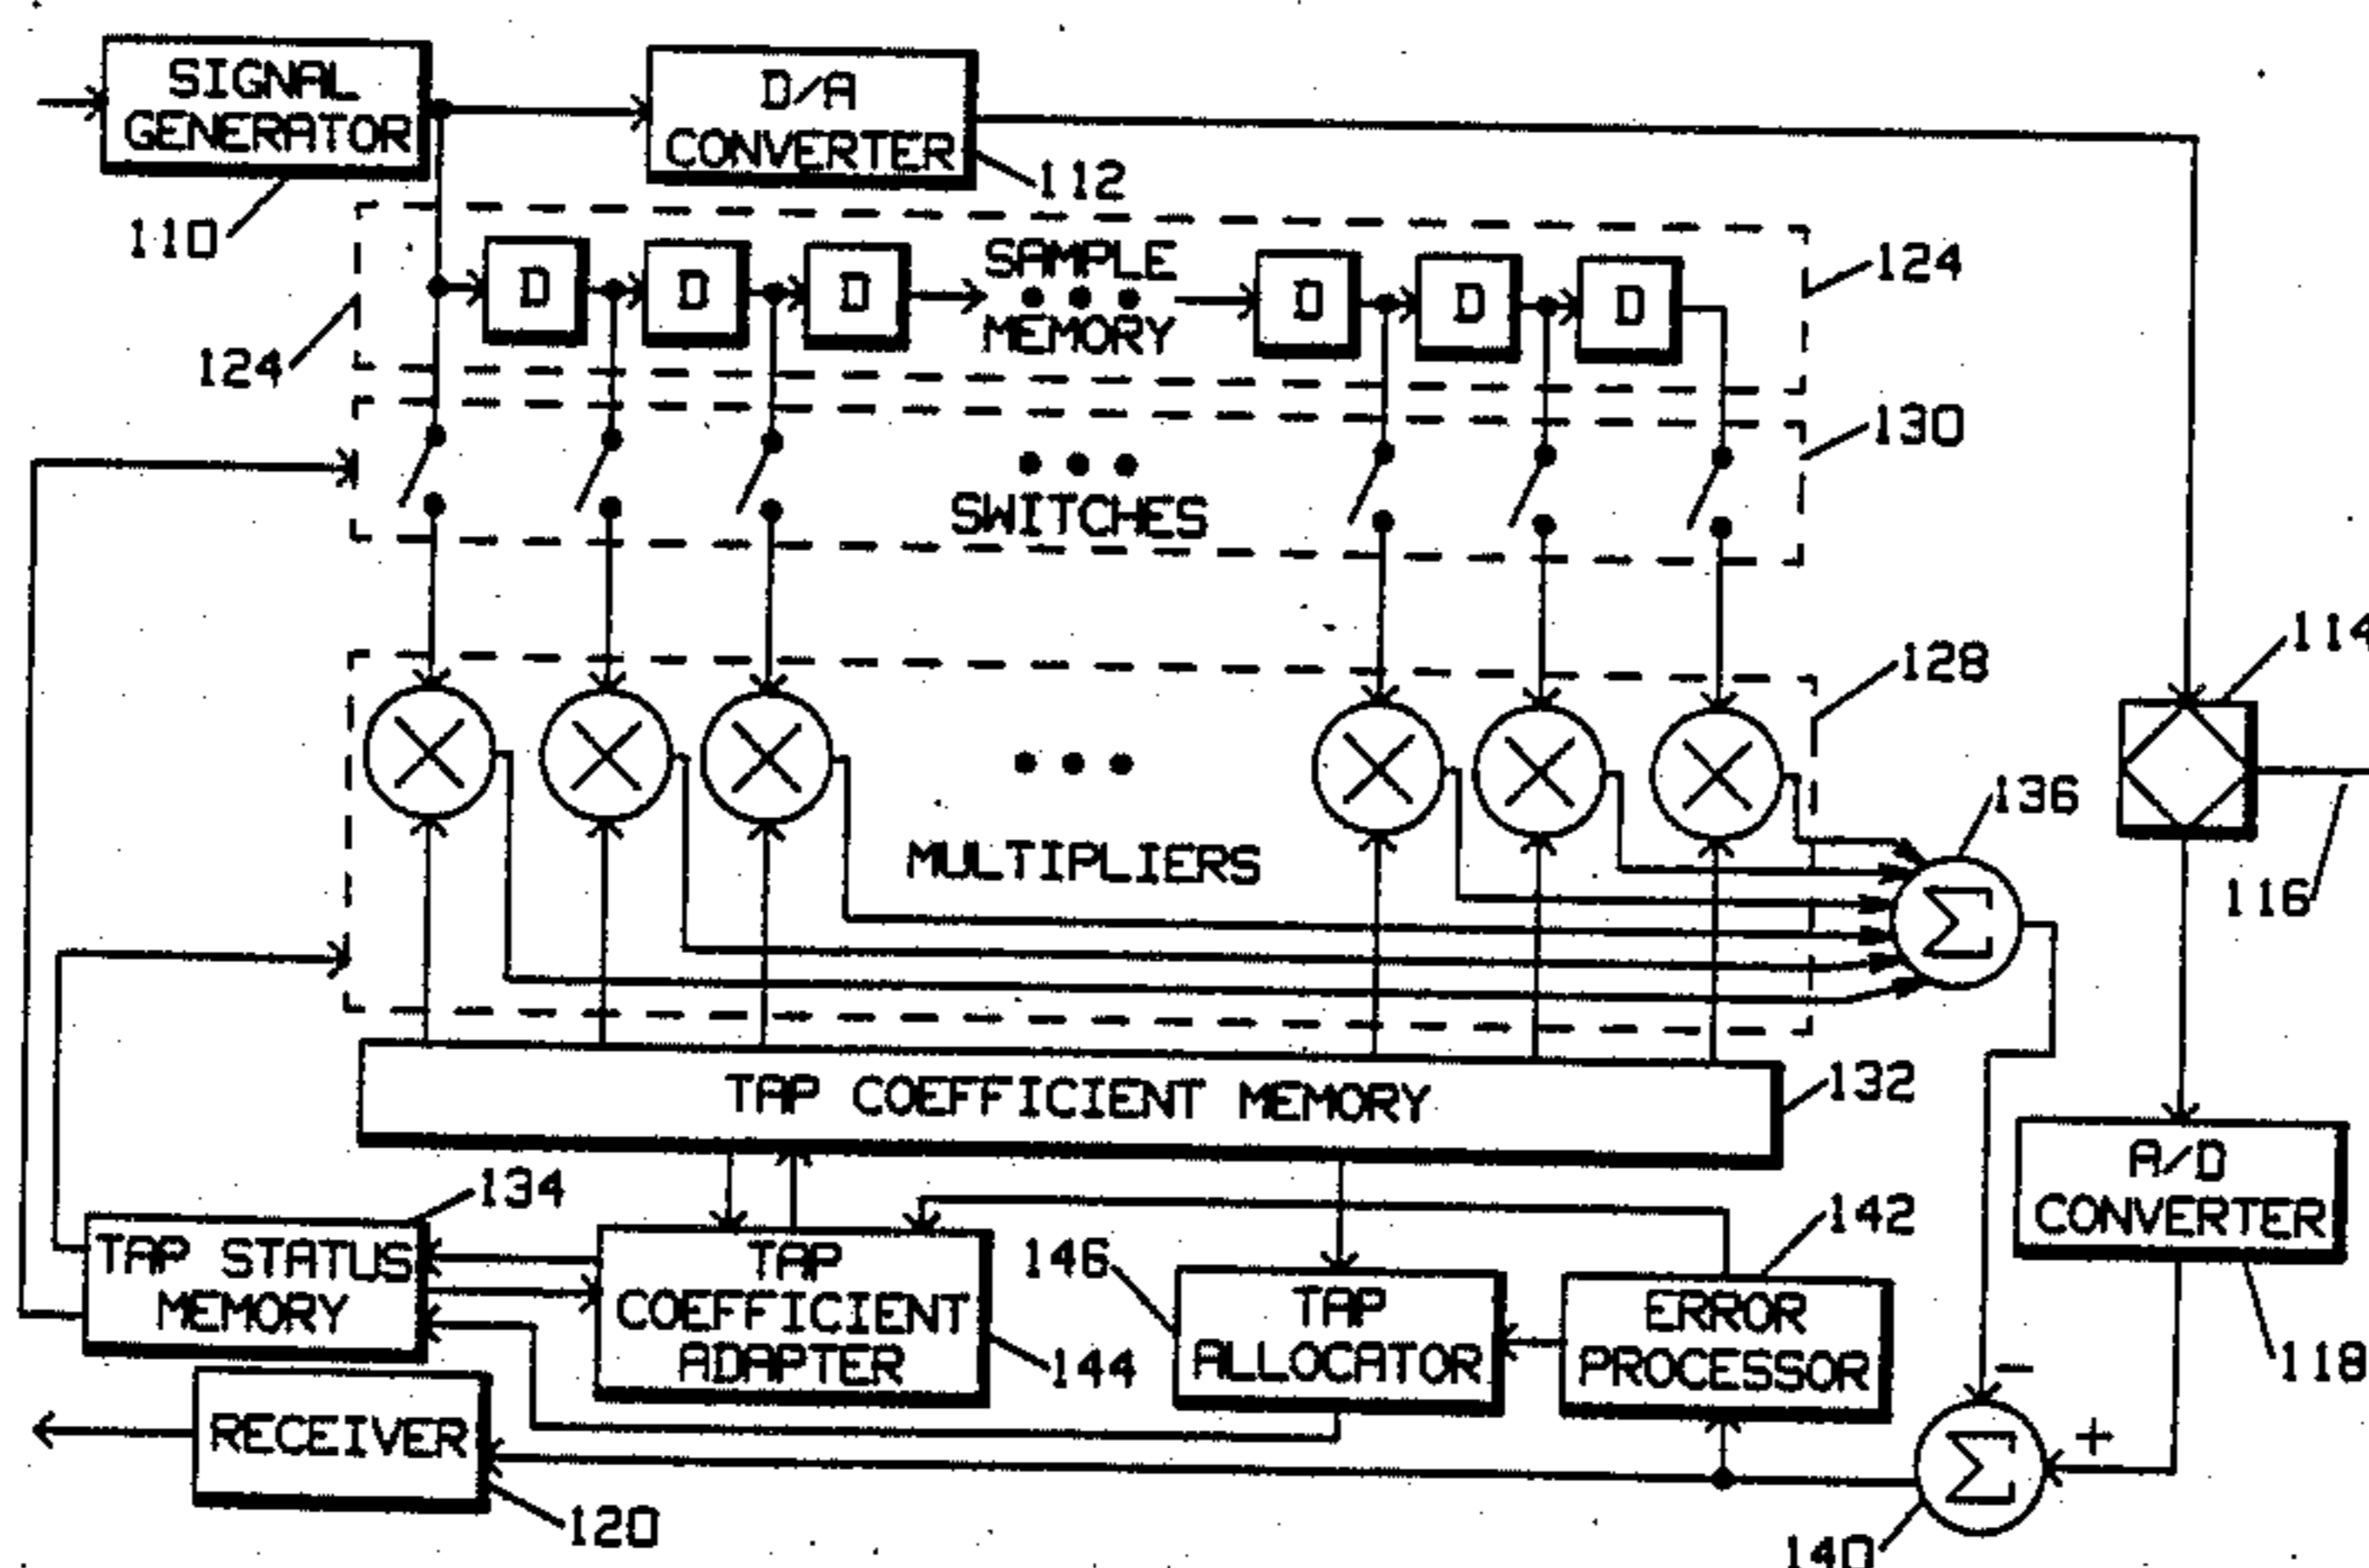 SIGNAL
GENERATOR
110
D/A
CONVERTER
112
124
D
D
D
SAMPLE
MEMORY
D
D
D
124
130
SWITCHES
128
114
136
116
MULTIPLIERS
Σ
TAP COEFFICIENT MEMORY
132
134
TAP STATUS
MEMORY
TAP
COEFFICIENT
ADAPTER
144
146
TAP
ALLOCATOR
142
ERROR
PROCESSOR
A/D
CONVERTER
118
−
+
Σ
140
RECEIVER
120